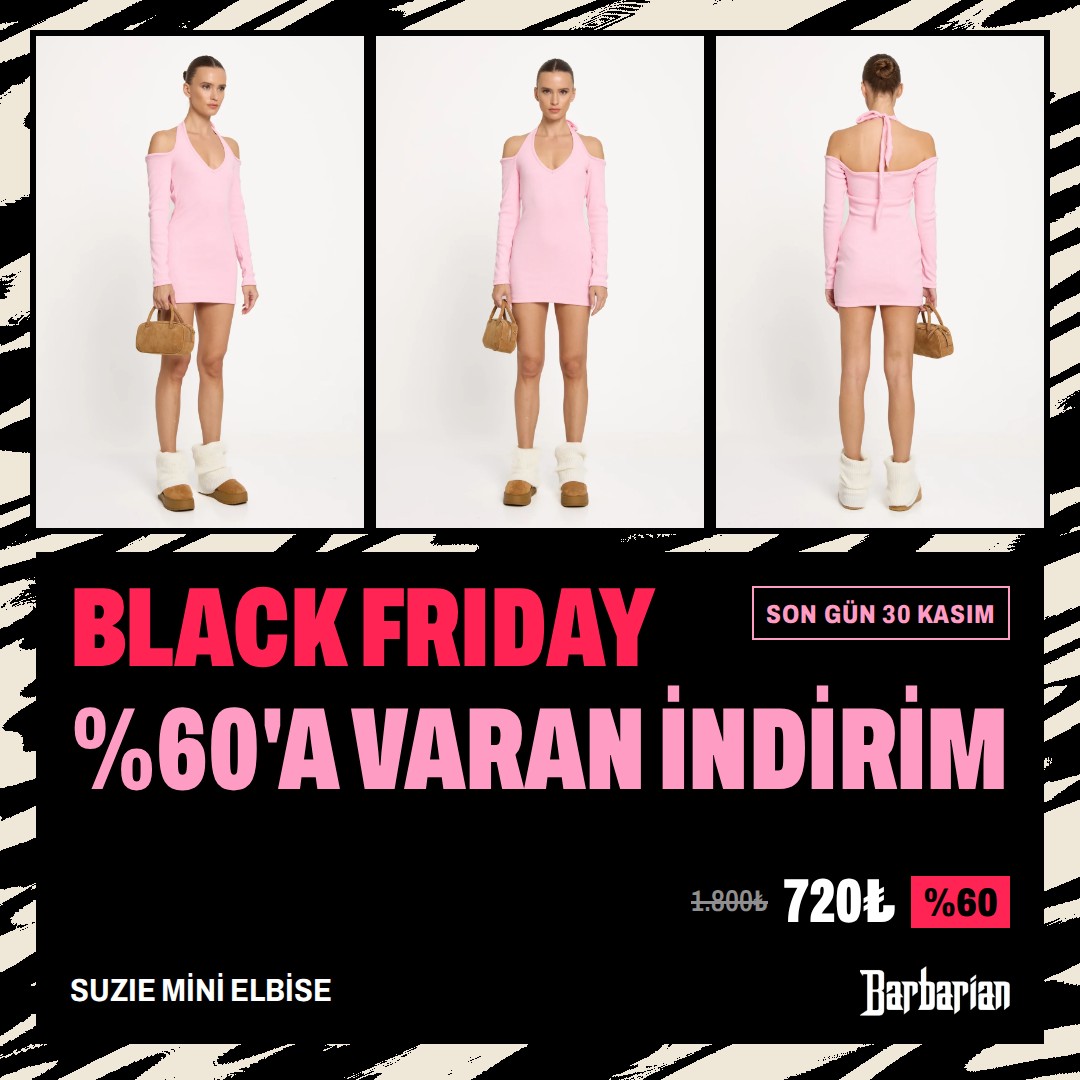 BLACK FRIDAY
SON GÜN 30 KASIM
%60'A VARAN İNDİRİM
1.800₺ 720₺ %60
SUZIE MİNİ ELBİSE
Barbarian